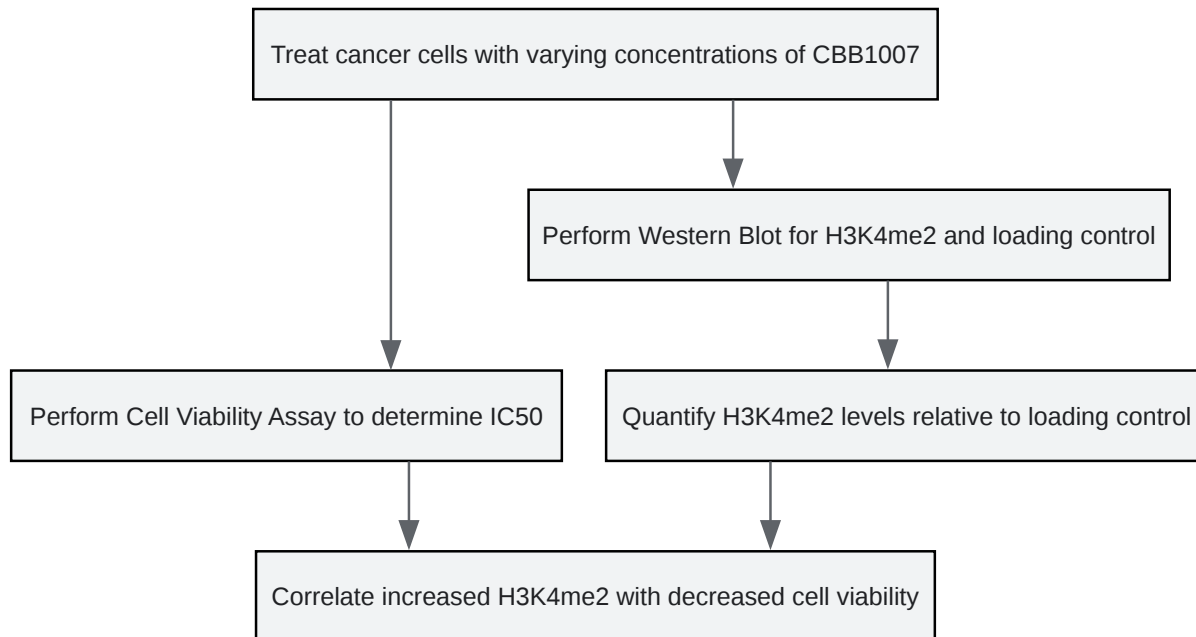 Treat cancer cells with varying concentrations of CBB1007
Perform Western Blot for H3K4me2 and loading control
Perform Cell Viability Assay to determine IC50
Quantify H3K4me2 levels relative to loading control
Correlate increased H3K4me2 with decreased cell viability